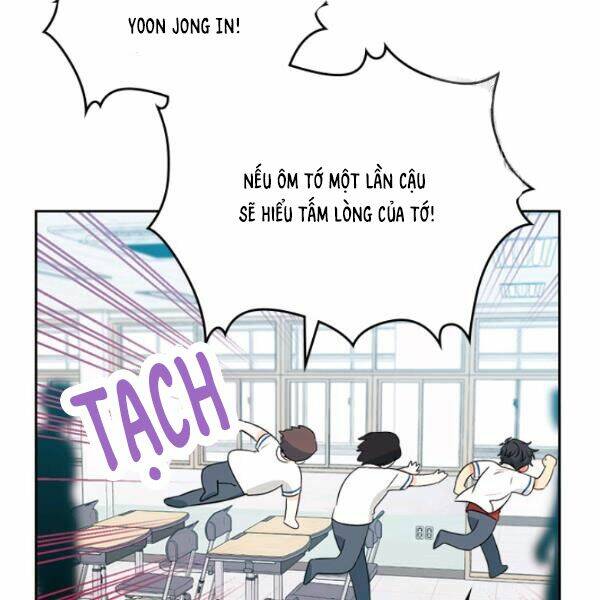 YOON JONG IN!
NẾU ÔM TỚ MỘT LẦN CẬU
SẼ HIỂU TẤM LÒNG CỦA TỚ!
TẠCH